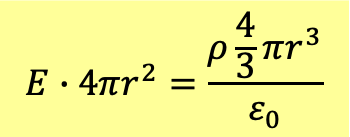 E · 4πr² = ρ 4/3 πr³ / ε₀